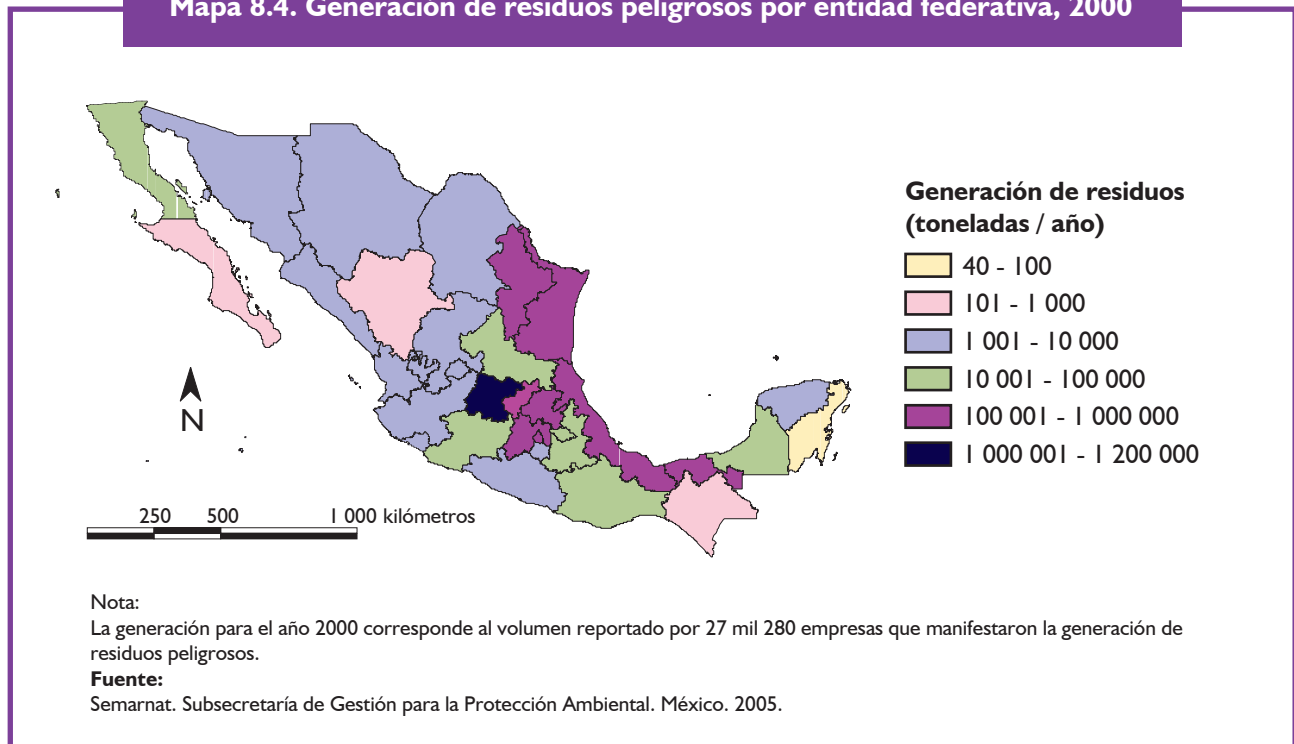 Mapa 8.4. Generación de residuos peligrosos por entidad federativa, 2000
Generación de residuos
(toneladas / año)
40 - 100
101 - 1 000
1 001 - 10 000
10 001 - 100 000
100 001 - 1 000 000
1 000 001 - 1 200 000
N
250 500 1 000 kilómetros
Nota:
La generación para el año 2000 corresponde al volumen reportado por 27 mil 280 empresas que manifestaron la generación de
residuos peligrosos.
Fuente:
Semarnat. Subsecretaría de Gestión para la Protección Ambiental. México. 2005.